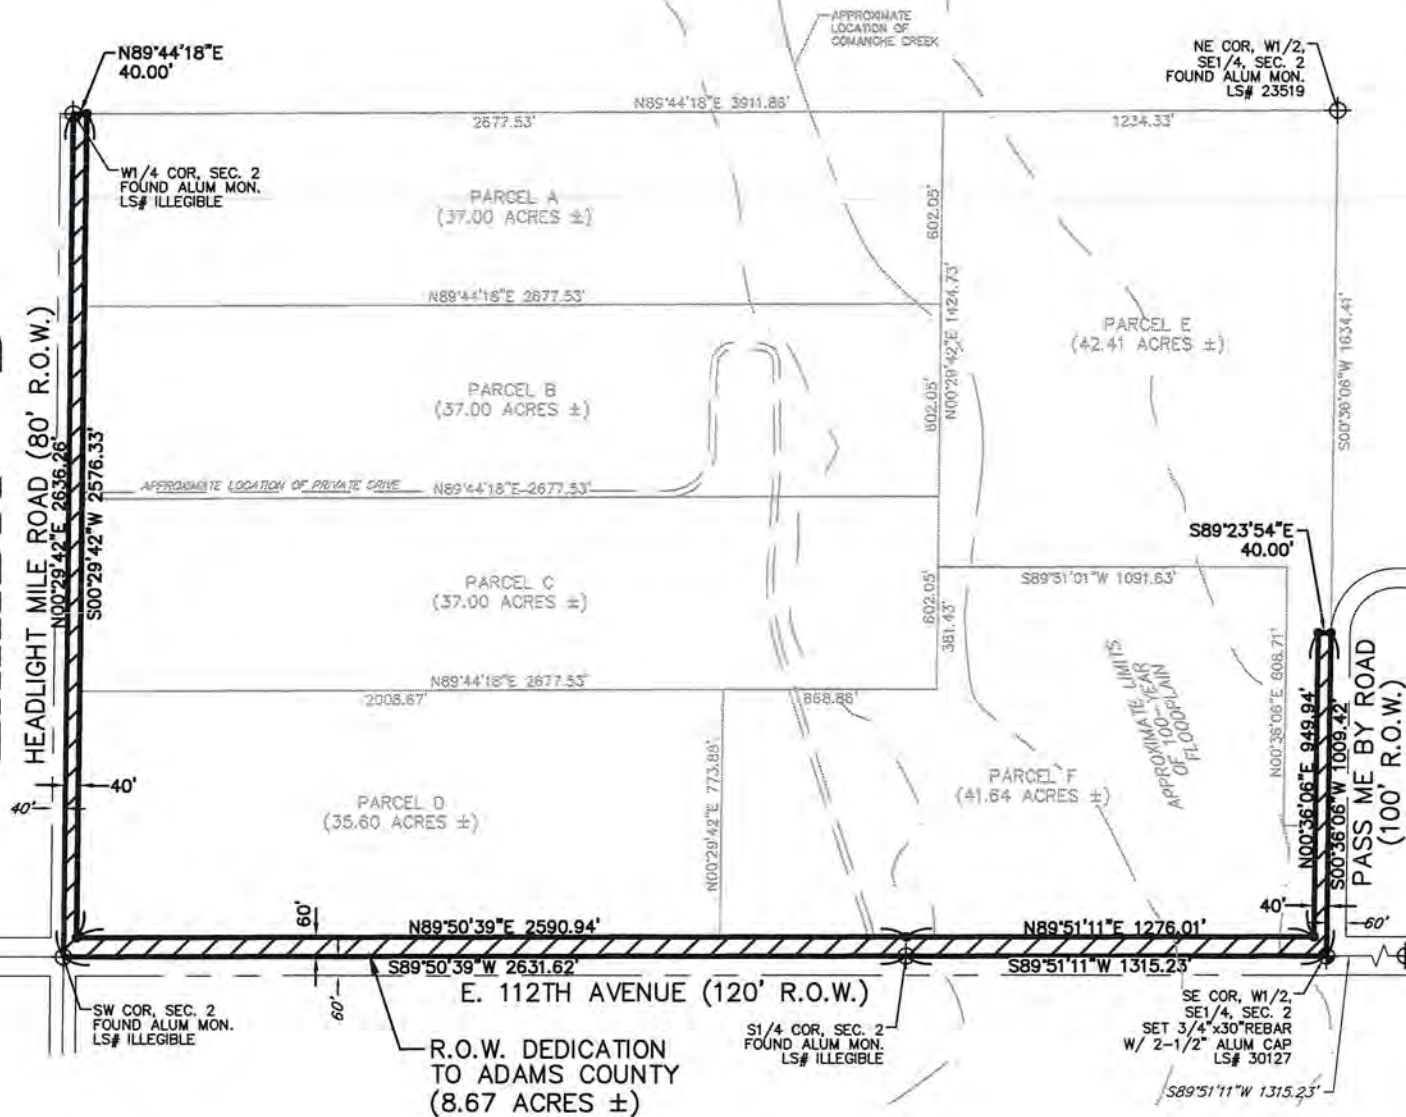 N89°44'18"E
40.00'
APPROXIMATE
LOCATION OF
COMANCHE CREEK
NE COR, W1/2,
SE1/4, SEC. 2
FOUND ALUM MON.
LS# 23519
N89°44'18"E 3911.86'
2677.53'
1234.33'
W1/4 COR, SEC. 2
FOUND ALUM MON.
LS# ILLEGIBLE
PARCEL A
(37.00 ACRES ±)
602.05'
N00°29'42"E 1424.73'
N89°44'18"E 2677.53'
PARCEL E
(42.41 ACRES ±)
S00°36'06"W 1634.41'
PARCEL B
(37.00 ACRES ±)
602.05'
HEADLIGHT MILE ROAD (80' R.O.W.)
N00°29'42"E 2636.26'
S00°29'42"W 2576.33'
APPROXIMATE LOCATION OF PRIVATE DRIVE
N89°44'18"E 2677.53'
S89°23'54"E
40.00'
PARCEL C
(37.00 ACRES ±)
602.05'
381.43'
S89°51'01"W 1091.63'
N89°44'18"E 2677.53'
2008.67'
668.86'
APPROXIMATE LIMITS
OF 100-YEAR
FLOODPLAIN
N00°36'06"E 608.71'
N00°36'06"E 949.94'
S00°36'06"W 1009.42'
PASS ME BY ROAD
(100' R.O.W.)
40'
40'
PARCEL D
(35.60 ACRES ±)
N00°29'42"E 773.88'
PARCEL F
(41.64 ACRES ±)
40'
60'
60'
N89°50'39"E 2590.94'
N89°51'11"E 1276.01'
S89°50'39"W 2631.62'
S89°51'11"W 1315.23'
60'
E. 112TH AVENUE (120' R.O.W.)
SW COR, SEC. 2
FOUND ALUM MON.
LS# ILLEGIBLE
S1/4 COR, SEC. 2
FOUND ALUM MON.
LS# ILLEGIBLE
SE COR, W1/2,
SE1/4, SEC. 2
SET 3/4"x30"REBAR
W/ 2-1/2" ALUM CAP
LS# 30127
R.O.W. DEDICATION
TO ADAMS COUNTY
(8.67 ACRES ±)
S89°51'11"W 1315.23'